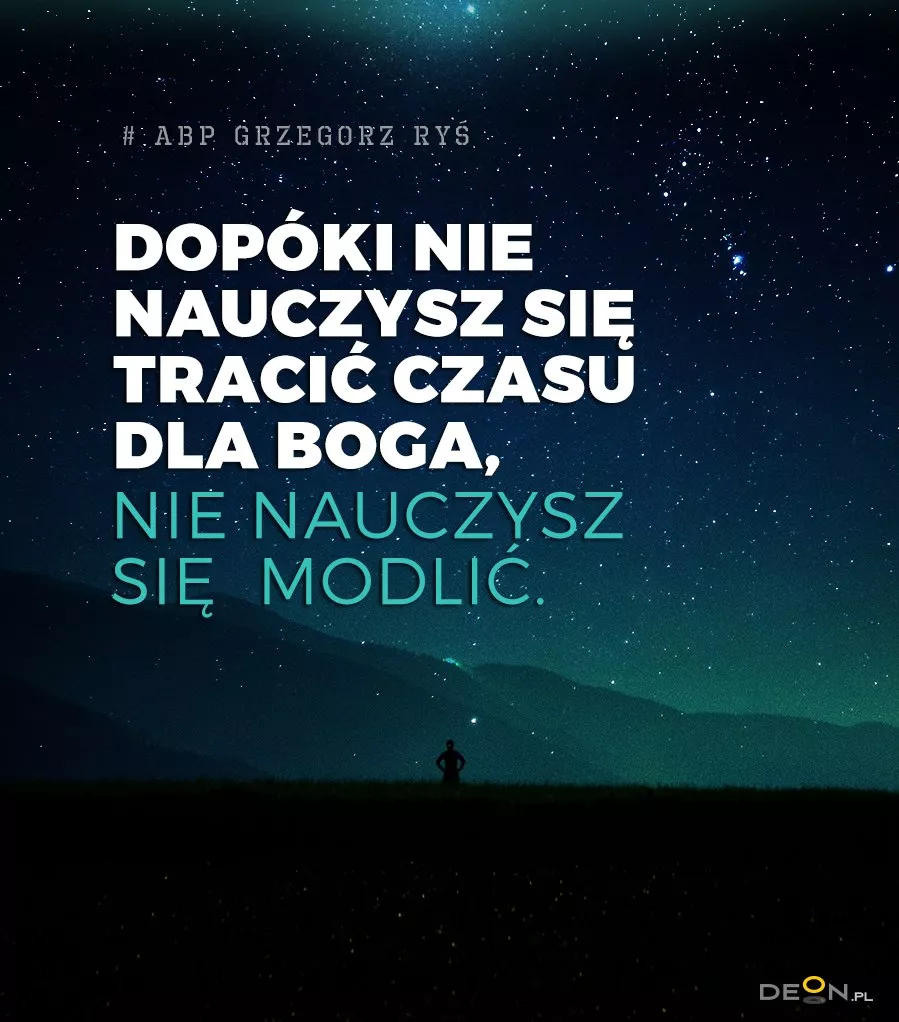 # ABP GRZEGORZ RYŚ
DOPÓKI NIE
NAUCZYSZ SIĘ
TRACIĆ CZASU
DLA BOGA,
NIE NAUCZYSZ
SIĘ MODLIĆ.
DEON.PL